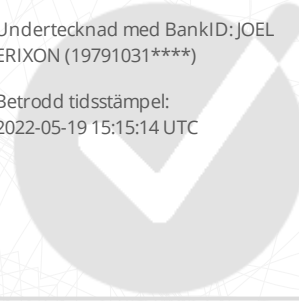 Undertecknad med BankID: JOEL
ERIXON (19791031****)
Betrodd tidsstämpel:
2022-05-19 15:15:14 UTC